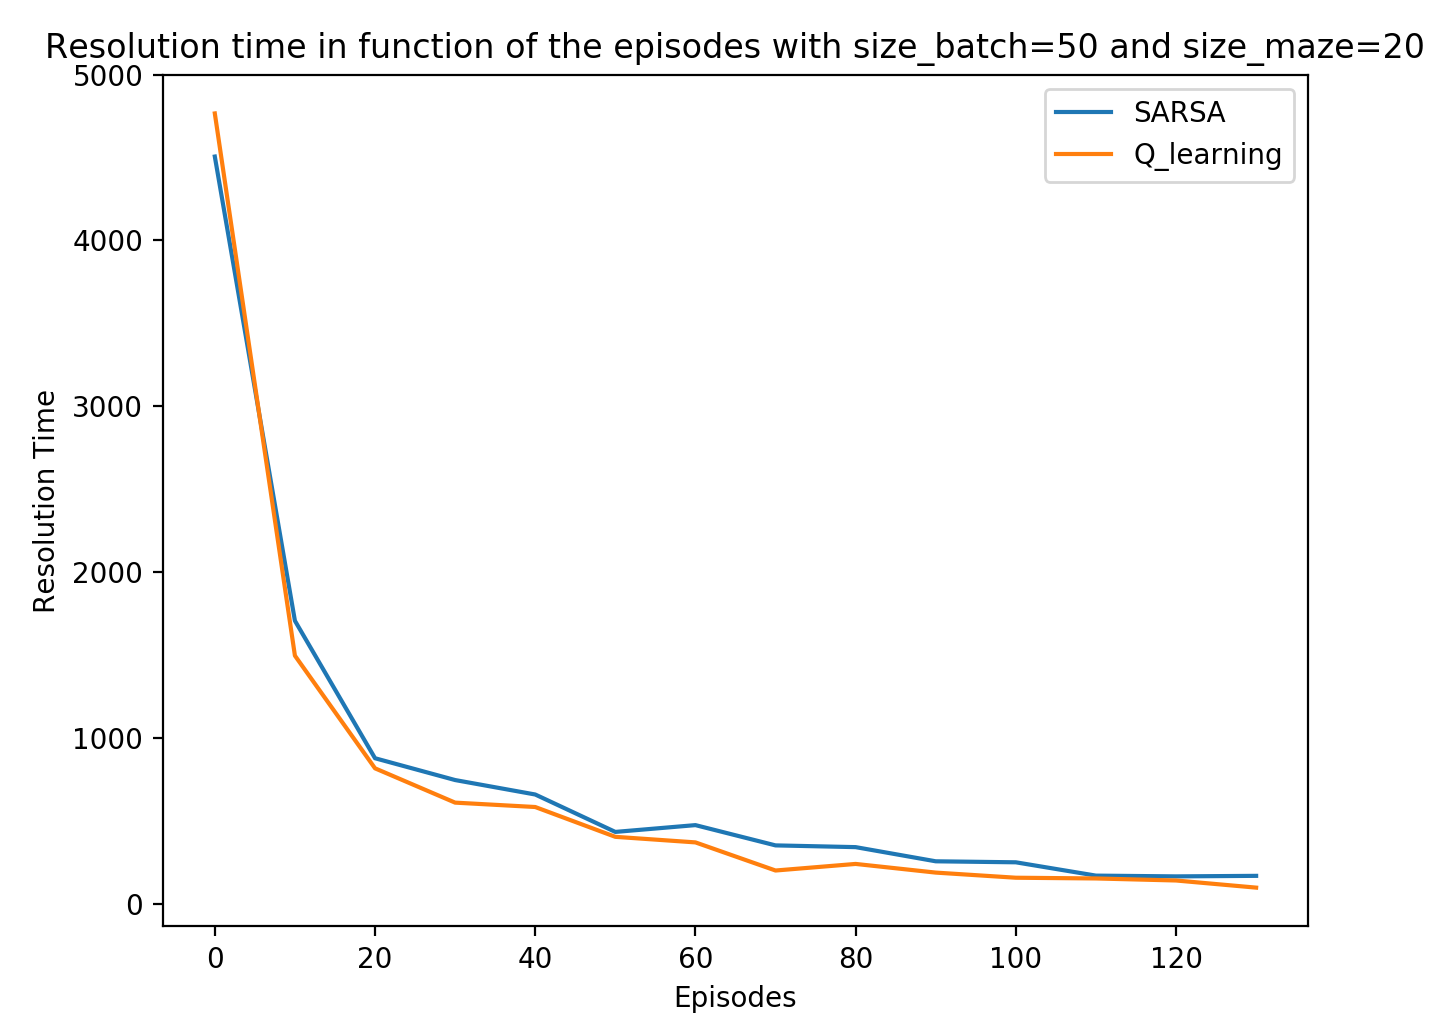 Resolution time in function of the episodes with size_batch=50 and size_maze=20
5000
4000
3000
2000
1000
0
Resolution Time
SARSA
Q_learning
0 20 40 60 80 100 120
Episodes